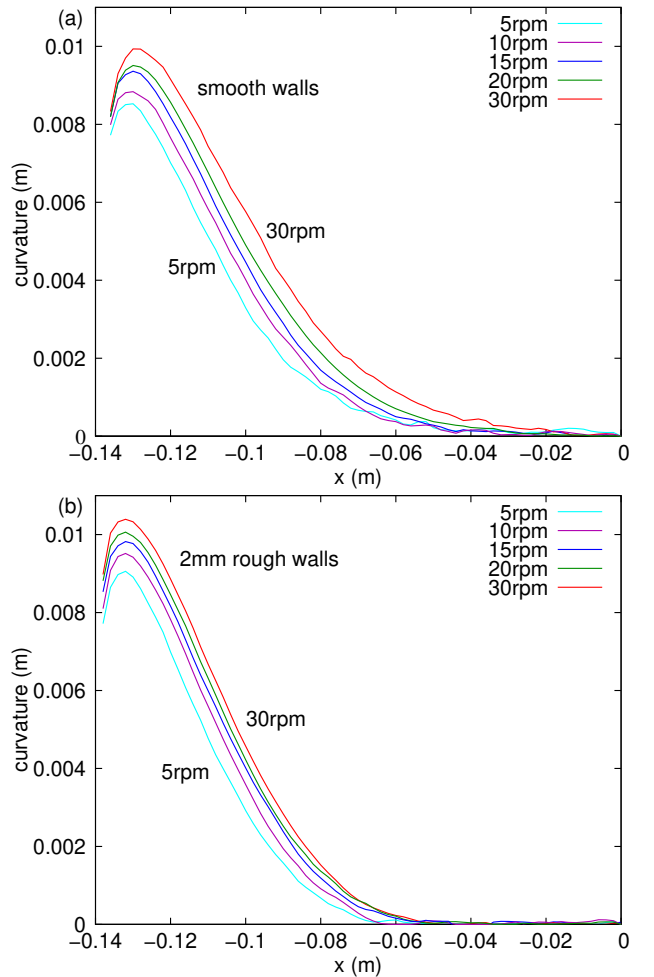 (a)
5rpm
10rpm
15rpm
20rpm
30rpm
smooth walls
30rpm
5rpm
curvature (m)
0.01
0.008
0.006
0.004
0.002
0
−0.14 −0.12 −0.1 −0.08 −0.06 −0.04 −0.02 0
x (m)
(b)
5rpm
10rpm
15rpm
20rpm
30rpm
2mm rough walls
30rpm
5rpm
curvature (m)
0.01
0.008
0.006
0.004
0.002
0
−0.14 −0.12 −0.1 −0.08 −0.06 −0.04 −0.02 0
x (m)